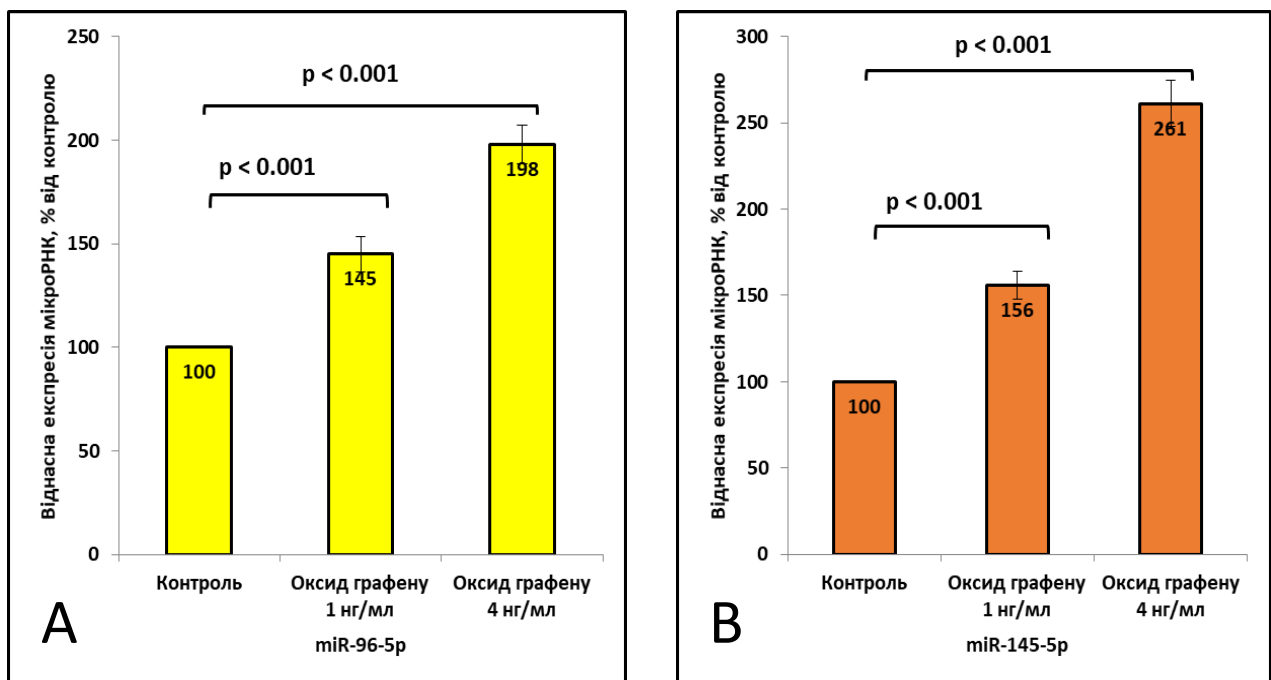 Віднасна експресія мікроРНК, % від контролю
250
200
150
100
50
0
p < 0.001
p < 0.001
100
145
198
Контроль
Оксид графену
1 нг/мл
Оксид графену
4 нг/мл
miR-96-5p
A
Віднасна експресія мікроРНК, % від контролю
300
250
200
150
100
50
0
p < 0.001
p < 0.001
100
156
261
Контроль
Оксид графену
1 нг/мл
Оксид графену
4 нг/мл
miR-145-5p
B